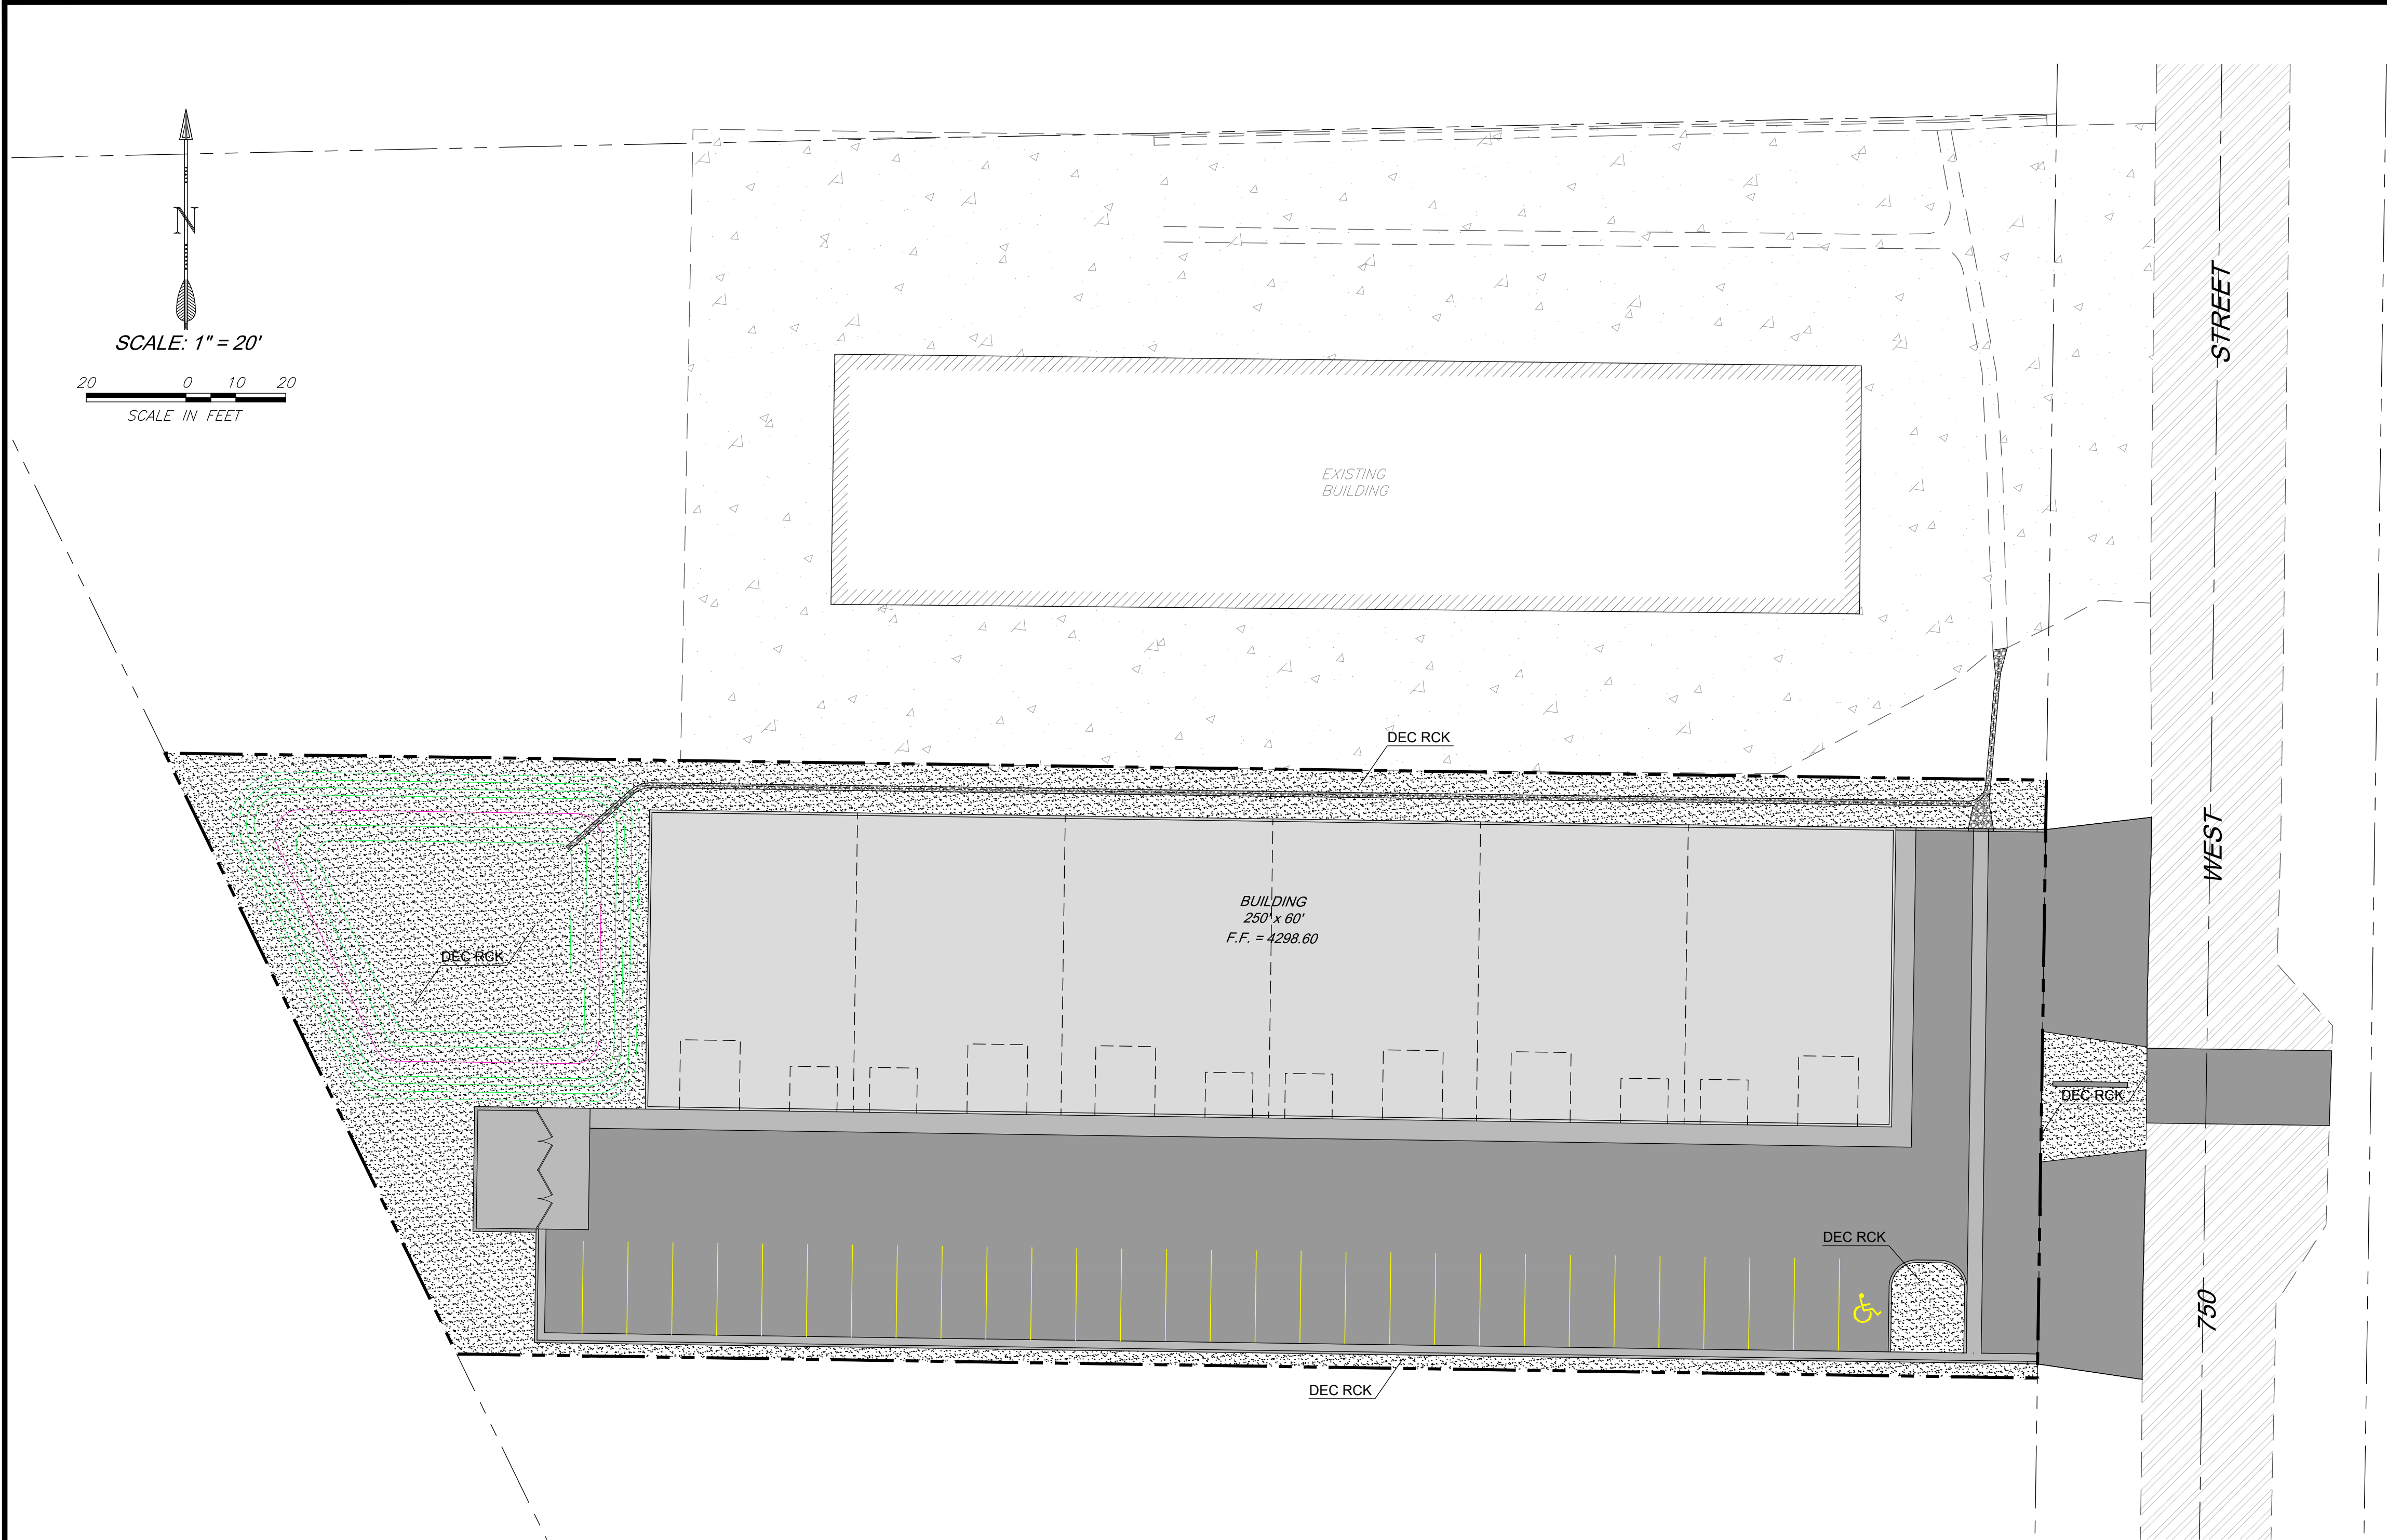 N
SCALE: 1" = 20'
20 0 10 20
SCALE IN FEET
STREET
EXISTING
BUILDING
DEC RCK
WEST
BUILDING
250' x 60'
F.F. = 4298.60
DEC RCK
DEC RCK
DEC RCK
750
DEC RCK